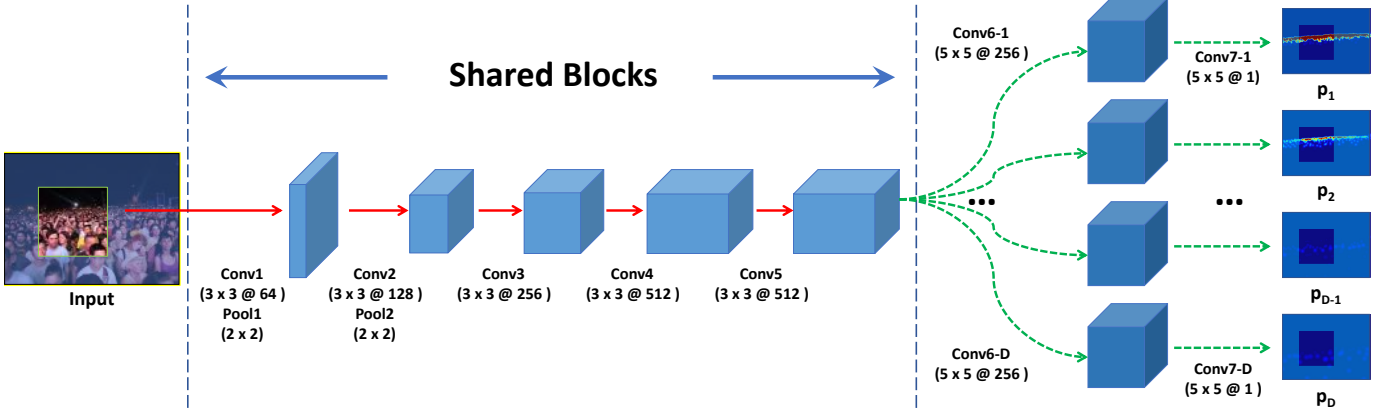 Shared Blocks
Input
Conv1
(3 x 3 @ 64 )
Pool1
(2 x 2)
Conv2
(3 x 3 @ 128 )
Pool2
(2 x 2)
Conv3
(3 x 3 @ 256 )
Conv4
(3 x 3 @ 512 )
Conv5
(3 x 3 @ 512 )
Conv6-1
(5 x 5 @ 256 )
Conv7-1
(5 x 5 @ 1)
p1
p2
...
...
pD-1
Conv6-D
(5 x 5 @ 256 )
Conv7-D
(5 x 5 @ 1 )
pD